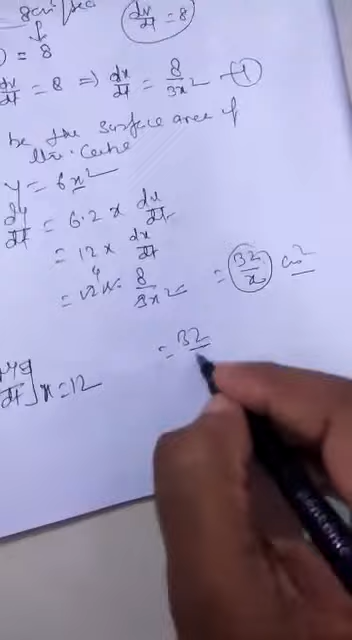 dv/dt = 8
) = 8
dv/dt = 8 => dx/dt = 8/3x² -①
be the surface area of
the cube
y = 6x²
dy/dt = 6.2x dx/dt
= 12x dx/dt
= 12x. 4 8/3x² = 32/x cm²
dy/dt]x=12 = 32